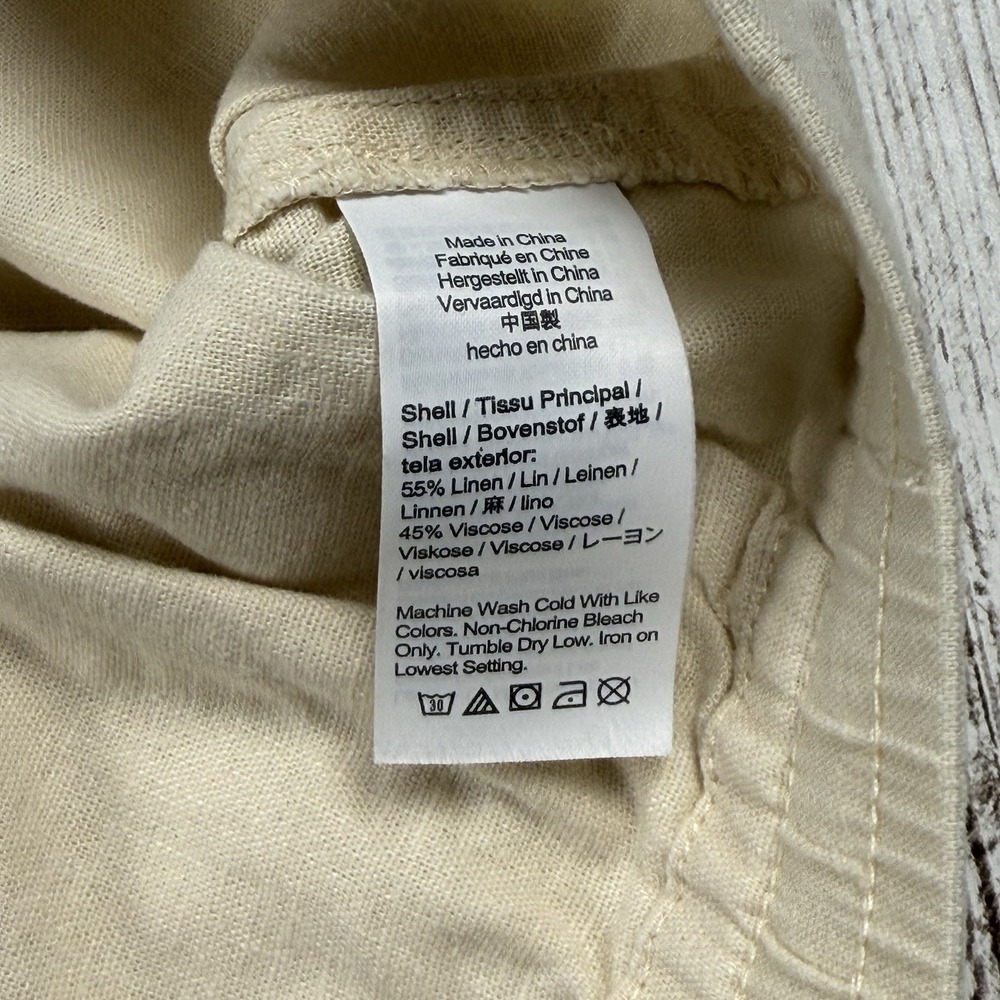 Made in China
Fabriqué en Chine
Hergestellt in China
Vervaardigd in China
中国製
hecho en china
Shell / Tissu Principal /
Shell / Bovenstof / 表地 /
tela exterior:
55% Linen / Lin / Leinen /
Linnen / 麻 / lino
45% Viscose / Viscose /
Viskose / Viscose / レーヨン
/ viscosa
Machine Wash Cold With Like
Colors. Non-Chlorine Bleach
Only. Tumble Dry Low. Iron on
Lowest Setting.
30